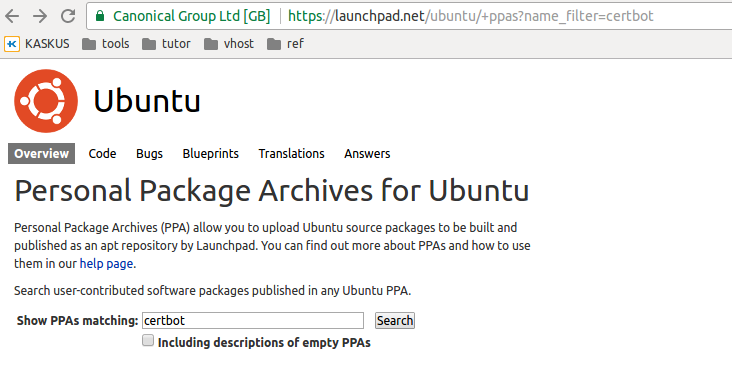 Canonical Group Ltd [GB] https://launchpad.net/ubuntu/+ppas?name_filter=certbot
KASKUS tools tutor vhost ref
Ubuntu
Overview Code Bugs Blueprints Translations Answers
Personal Package Archives for Ubuntu
Personal Package Archives (PPA) allow you to upload Ubuntu source packages to be built and
published as an apt repository by Launchpad. You can find out more about PPAs and how to use
them in our help page.
Search user-contributed software packages published in any Ubuntu PPA.
Show PPAs matching: certbot Search
Including descriptions of empty PPAs